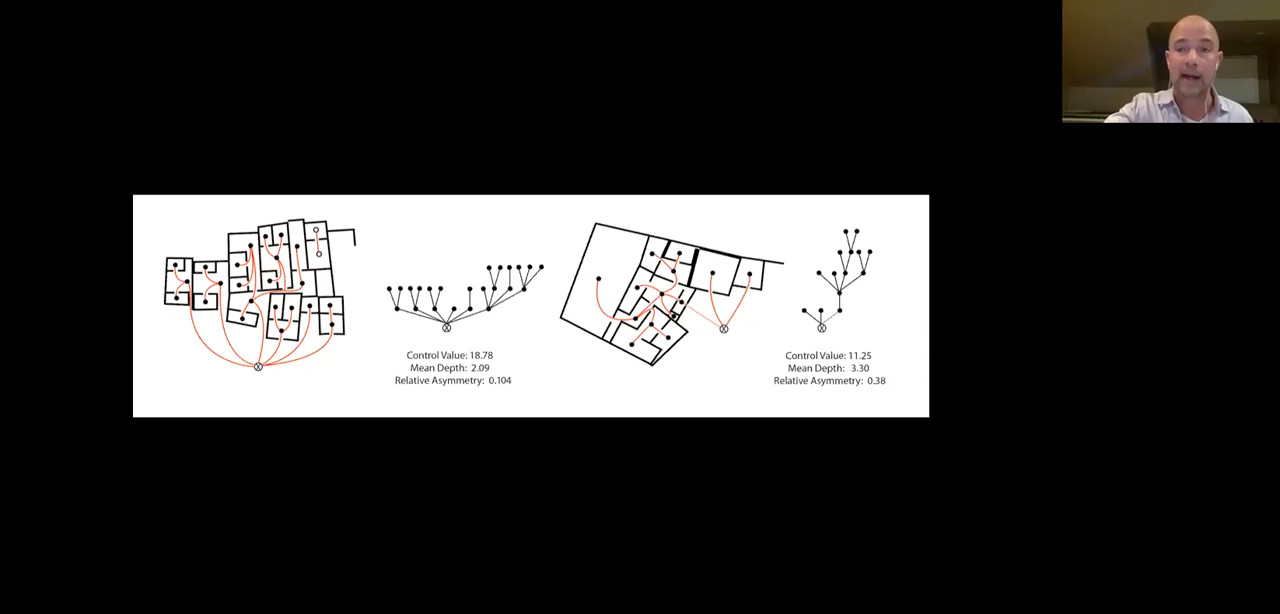 Control Value: 18.78
Mean Depth: 2.09
Relative Asymmetry: 0.104
Control Value: 11.25
Mean Depth: 3.30
Relative Asymmetry: 0.38